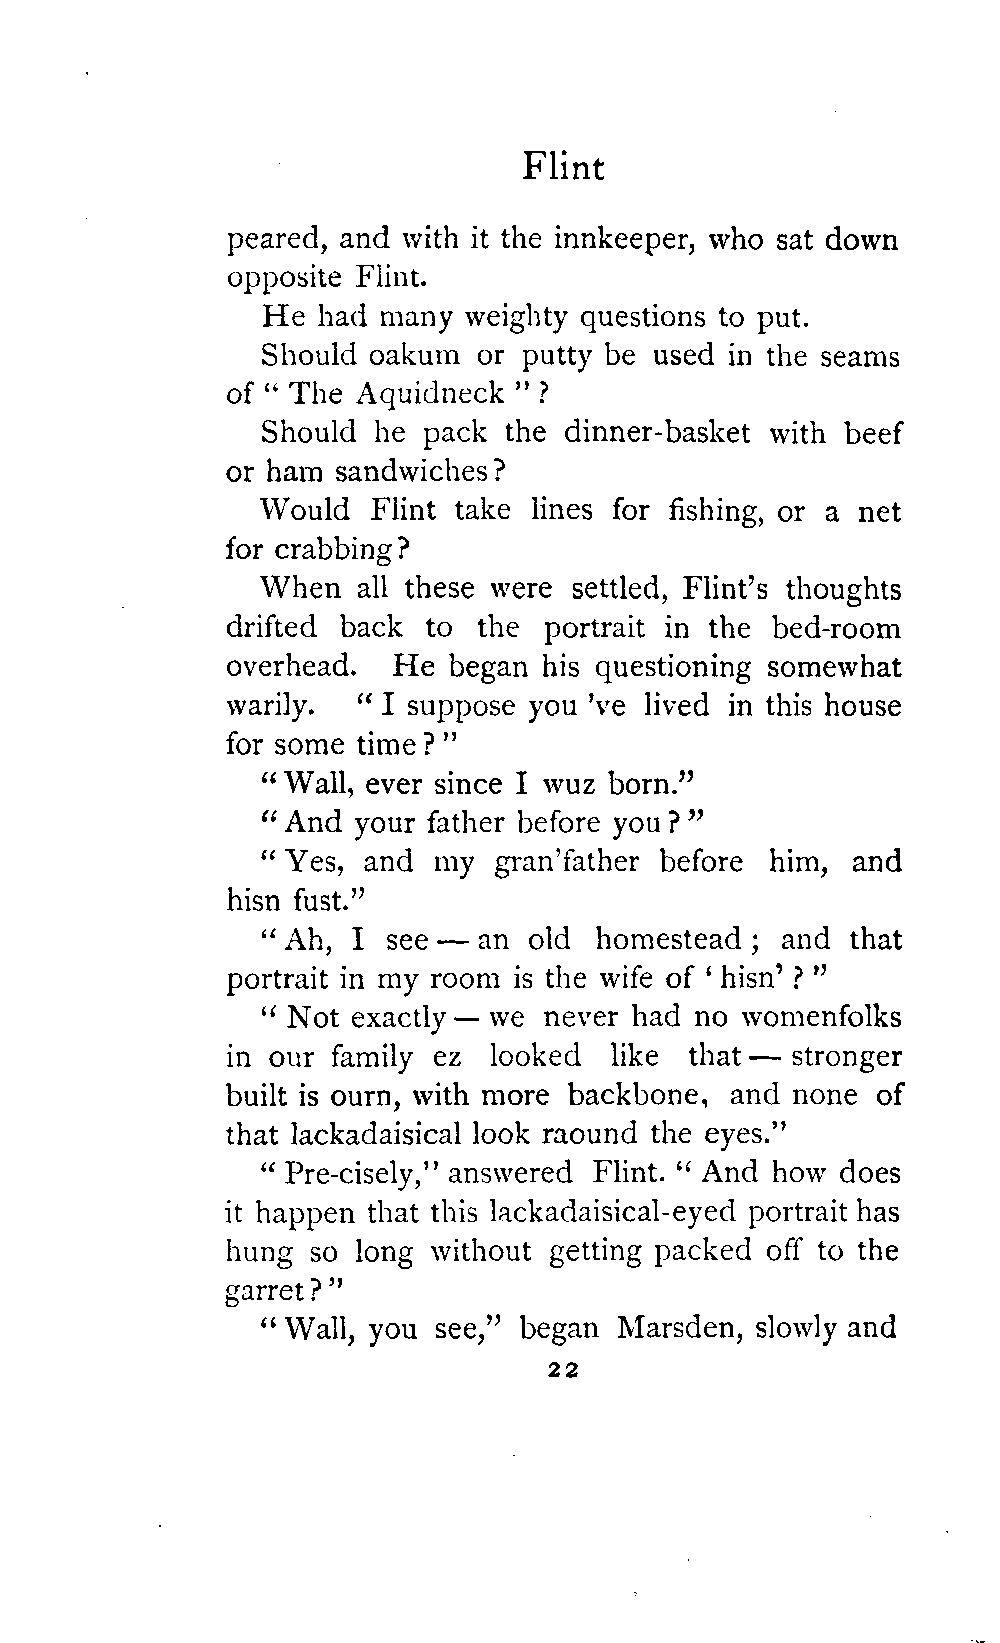 Flint
peared, and with it the innkeeper, who sat down
opposite Flint.
He had many weighty questions to put.
Should oakum or putty be used in the seams
of “ The Aquidneck ” ?
Should he pack the dinner-basket with beef
or ham sandwiches?
Would Flint take lines for fishing, or a net
for crabbing?
When all these were settled, Flint's thoughts
drifted back to the portrait in the bed-room
overhead. He began his questioning somewhat
warily. “ I suppose you 've lived in this house
for some time ? ”
“ Wall, ever since I wuz born.”
“ And your father before you ? ”
“ Yes, and my gran'father before him, and
hisn fust.”
“ Ah, I see — an old homestead ; and that
portrait in my room is the wife of ‘ hisn’ ? ”
“ Not exactly — we never had no womenfolks
in our family ez looked like that — stronger
built is ourn, with more backbone, and none of
that lackadaisical look raound the eyes.”
“ Pre-cisely,” answered Flint. “ And how does
it happen that this lackadaisical-eyed portrait has
hung so long without getting packed off to the
garret ? ”
“ Wall, you see,” began Marsden, slowly and
22